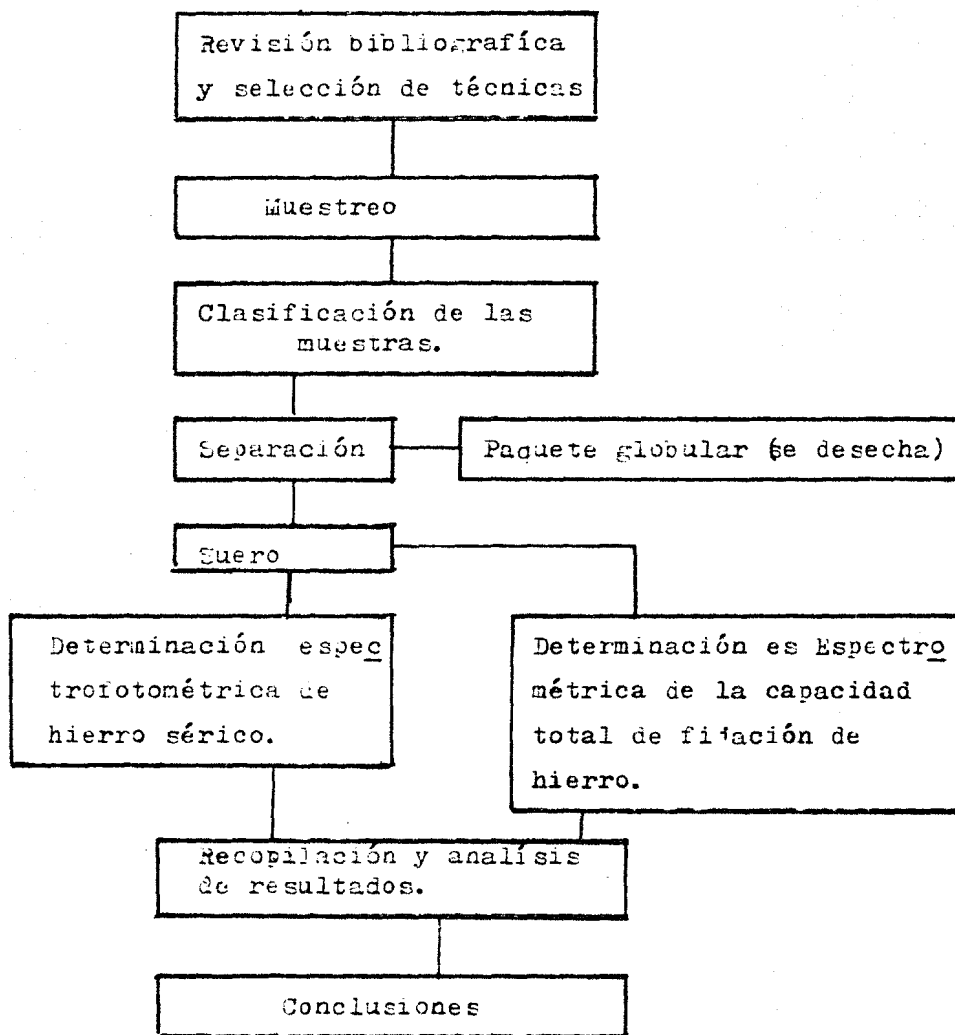 Revisión bibliografíca
y selección de técnicas
Muestreo
Clasificación de las
muestras.
Separación
Paquete globular (se desecha)
Suero
Determinación espec
trofotométrica de
hierro sérico.
Determinación es Espectro
métrica de la capacidad
total de fijación de
hierro.
Recopilación y analísis
de resultados.
Conclusiones